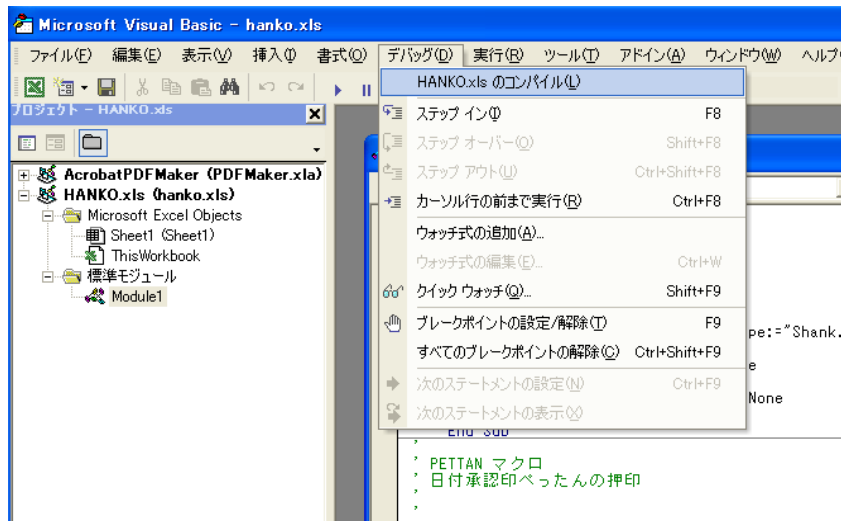 Microsoft Visual Basic - hanko.xls
ファイル(F) 編集(E) 表示(V) 挿入(I) 書式(O) デバッグ(D) 実行(R) ツール(T) アドイン(A) ウィンドウ(W) ヘルプ
プロジェクト - HANKO.xls
AcrobatPDFMaker (PDFMaker.xla)
HANKO.xls (hanko.xls)
Microsoft Excel Objects
Sheet1 (Sheet1)
ThisWorkbook
標準モジュール
Module1
HANKO.xls のコンパイル(L)
ステップ イン(I) F8
ステップ オーバー(O) Shift+F8
ステップ アウト(U) Ctrl+Shift+F8
カーソル行の前まで実行(R) Ctrl+F8
ウォッチ式の追加(A)...
ウォッチ式の編集(E)... Ctrl+W
クイック ウォッチ(Q)... Shift+F9
ブレークポイントの設定/解除(T) F9
すべてのブレークポイントの解除(C) Ctrl+Shift+F9
次のステートメントの設定(N) Ctrl+F9
次のステートメントの表示(X)
pe:="Shank.
e
None
End Sub
'
' PETTAN マクロ
' 日付承認印ぺったんの押印
'